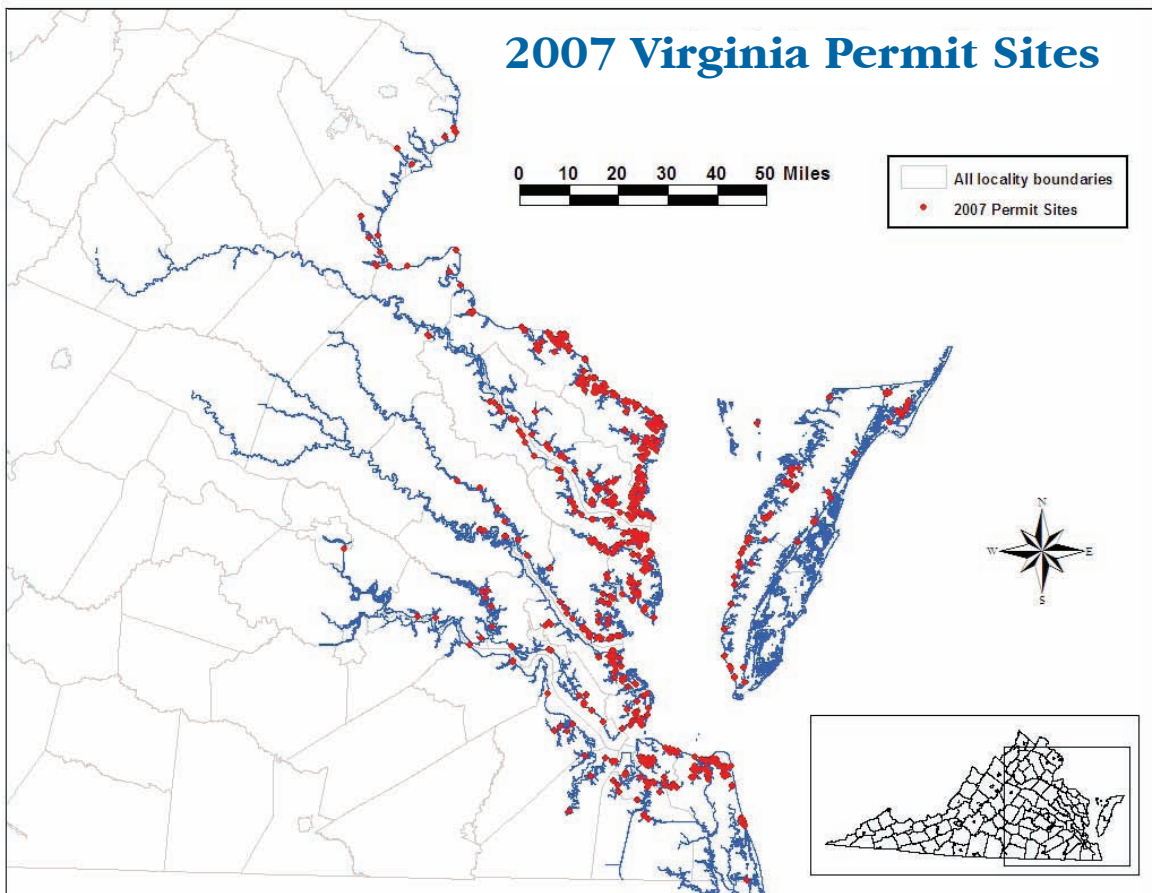 2007 Virginia Permit Sites
0 10 20 30 40 50 Miles
All locality boundaries
2007 Permit Sites
N
W E
S